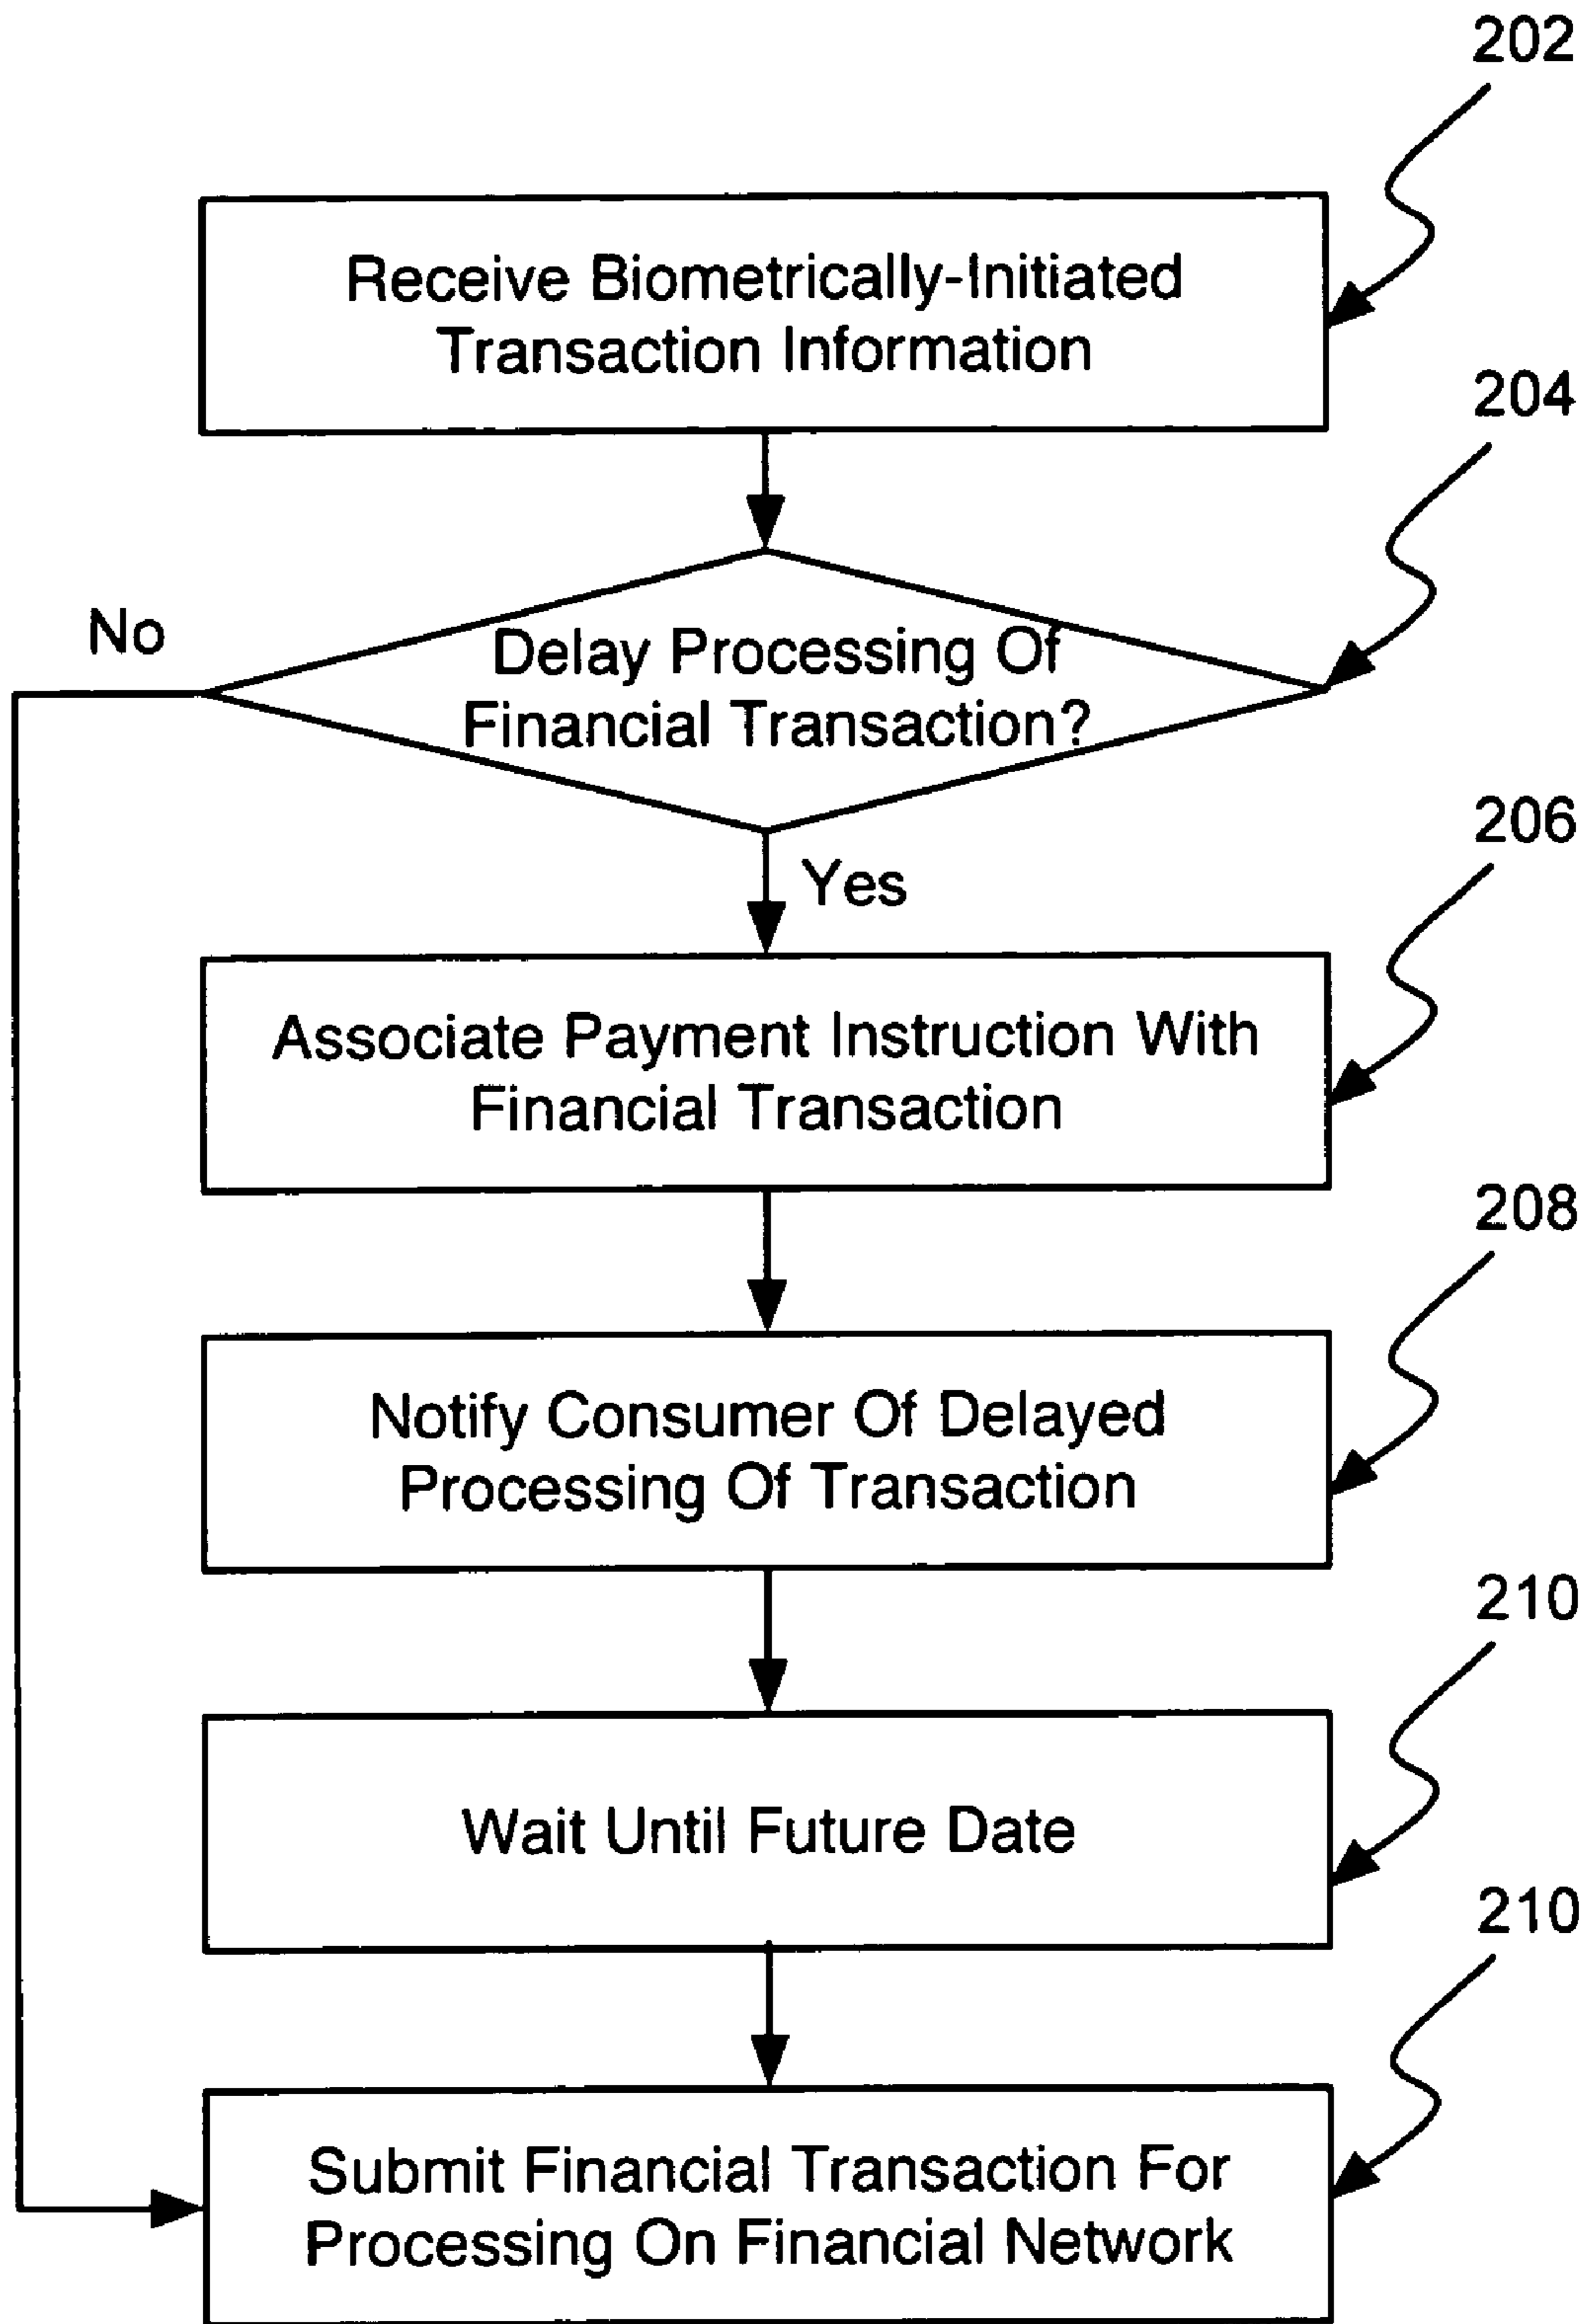 202
Receive Biometrically-Initiated
Transaction Information
204
No
Delay Processing Of
Financial Transaction?
206
Yes
Associate Payment Instruction With
Financial Transaction
208
Notify Consumer Of Delayed
Processing Of Transaction
210
Wait Until Future Date
210
Submit Financial Transaction For
Processing On Financial Network